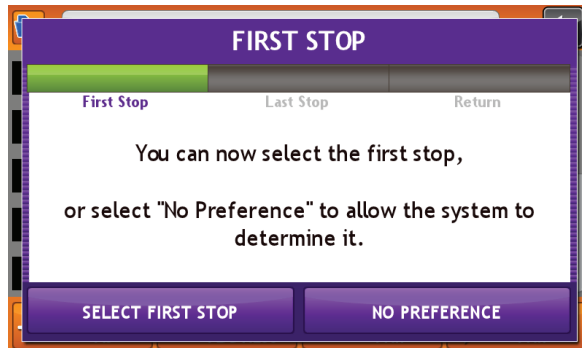 FIRST STOP
First Stop Last Stop Return
You can now select the first stop,
or select "No Preference" to allow the system to
determine it.
SELECT FIRST STOP NO PREFERENCE